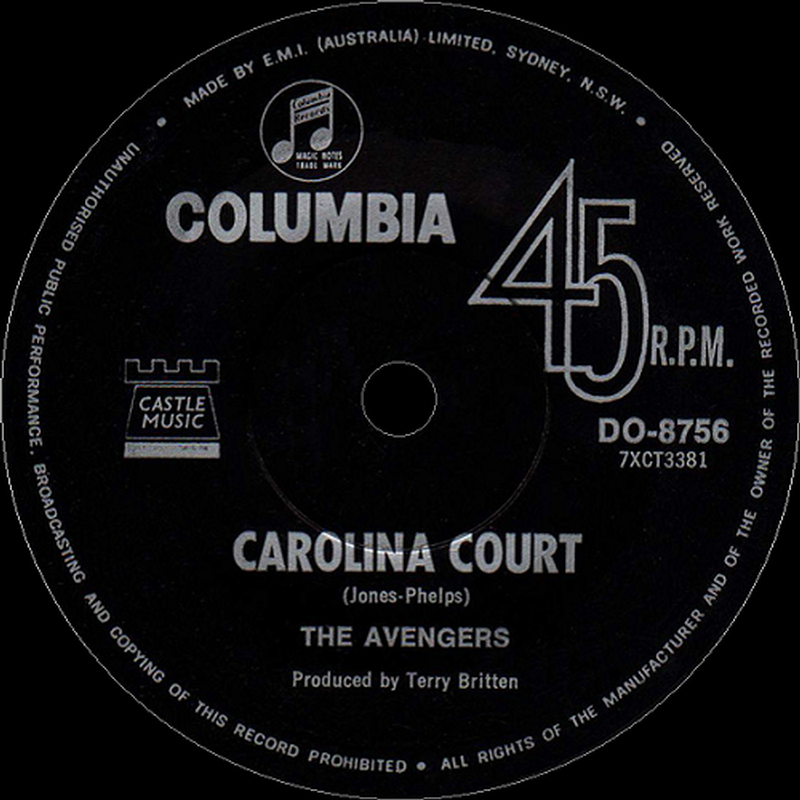 MADE BY E.M.I. (AUSTRALIA) LIMITED. SYDNEY. N.S.W. •
Columbia
Records
MAGIC NOTES
TRADE MARK
COLUMBIA
45
R.P.M.
CASTLE
MUSIC
DO-8756
7XCT3381
CAROLINA COURT
(Jones-Phelps)
THE AVENGERS
Produced by Terry Britten
UNAUTHORISED PUBLIC PERFORMANCE, BROADCASTING AND COPYING OF THIS RECORD PROHIBITED • ALL RIGHTS OF THE MANUFACTURER AND OF THE OWNER OF THE RECORDED WORK RESERVED